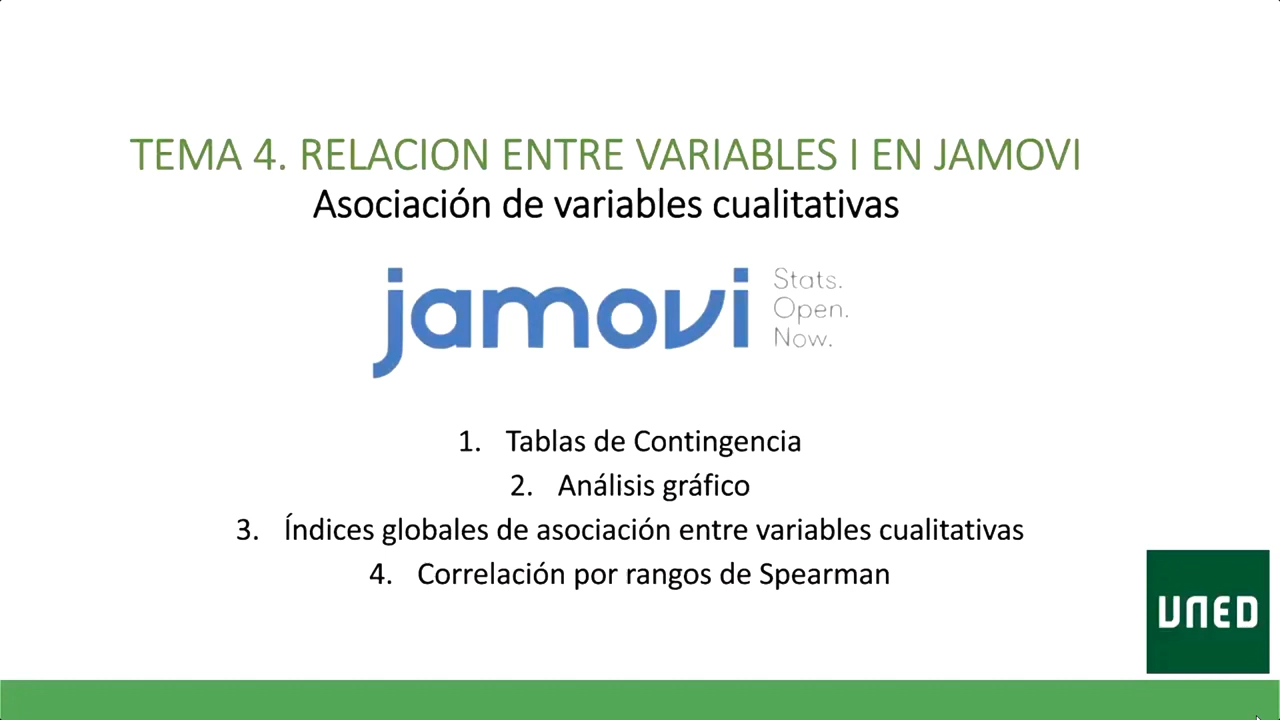 TEMA 4. RELACION ENTRE VARIABLES I EN JAMOVI
Asociación de variables cualitativas
jamovi
Stats.
Open.
Now.
1. Tablas de Contingencia
2. Análisis gráfico
3. Índices globales de asociación entre variables cualitativas
4. Correlación por rangos de Spearman
UNED